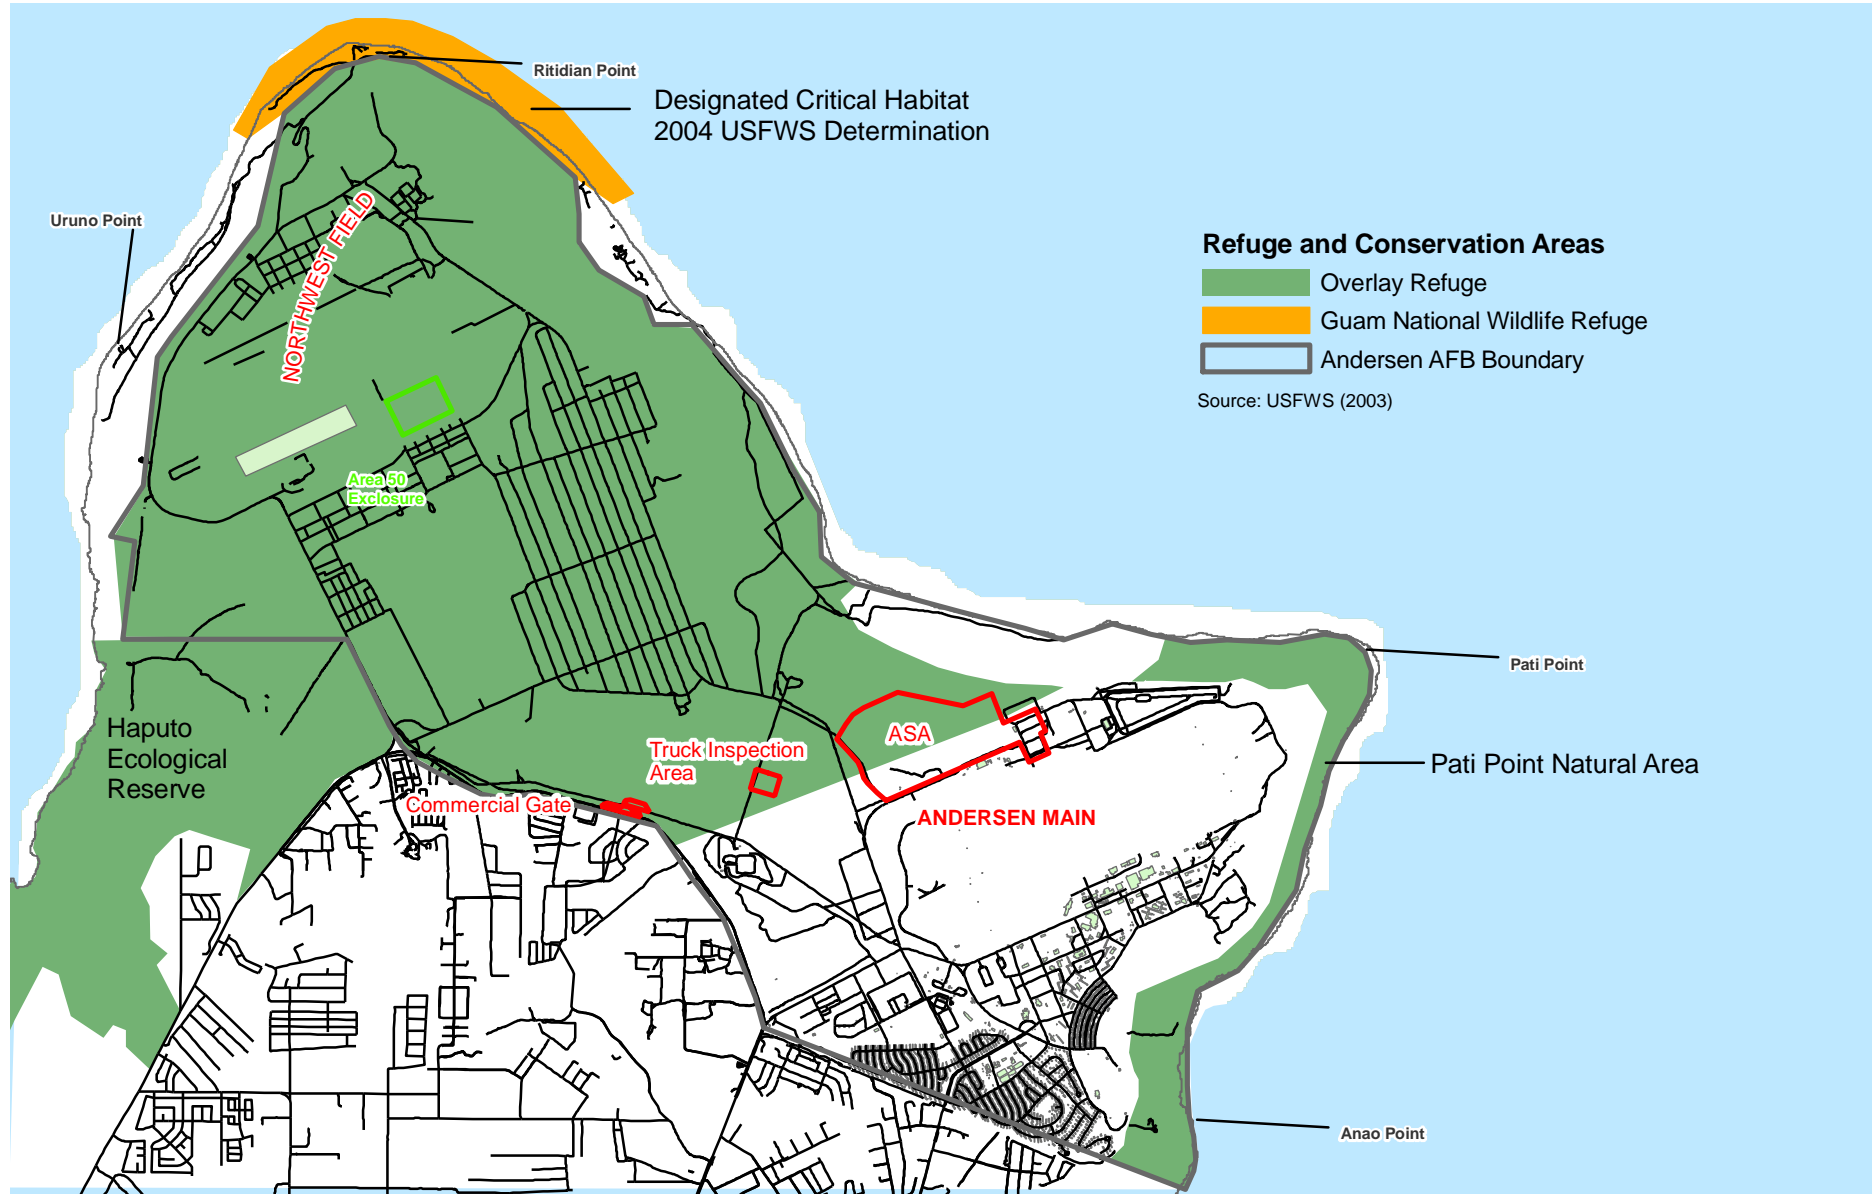 Ritidian Point
Designated Critical Habitat
2004 USFWS Determination
Uruno Point
NORTHWEST FIELD
Refuge and Conservation Areas
Overlay Refuge
Guam National Wildlife Refuge
Andersen AFB Boundary
Source: USFWS (2003)
Area 50
Exclosure
Pati Point
Haputo
Ecological
Reserve
ASA
Truck Inspection
Area
Pati Point Natural Area
Commercial Gate
ANDERSEN MAIN
Anao Point